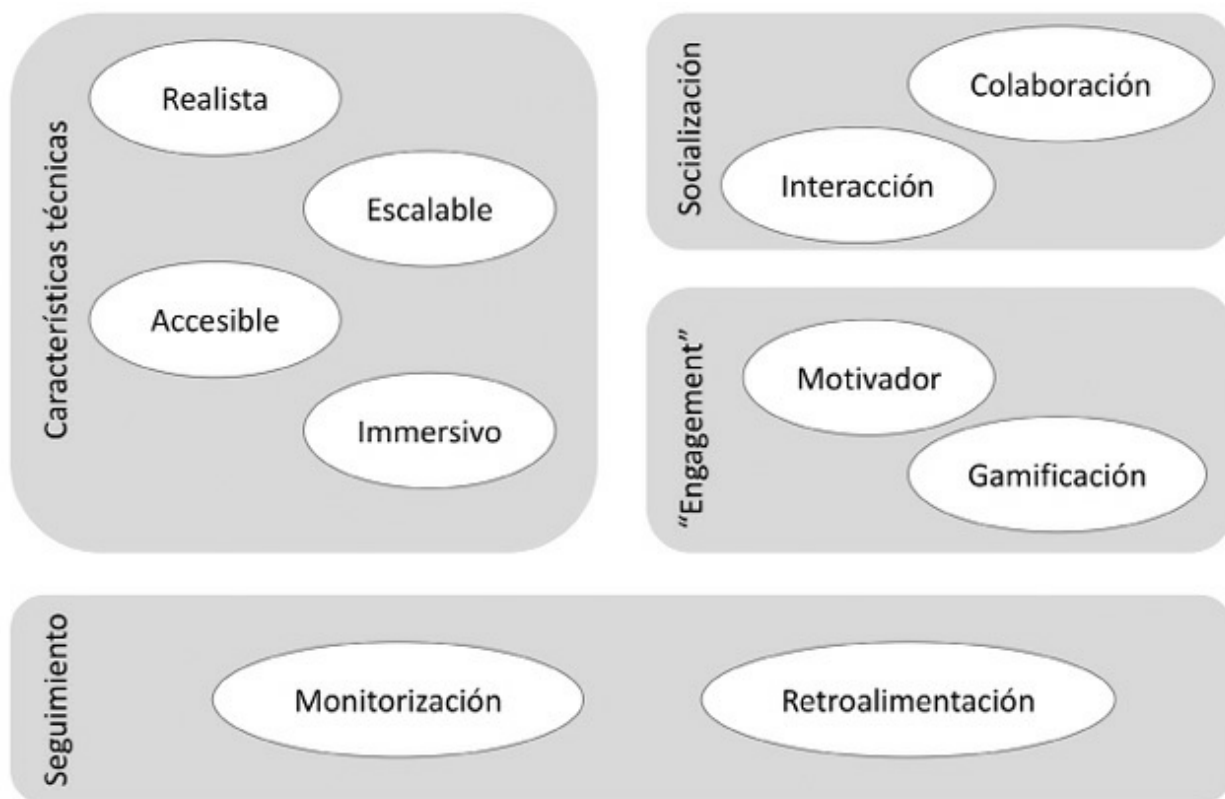 Características técnicas
Realista
Escalable
Accesible
Immersivo
Socialización
Colaboración
Interacción
“Engagement”
Motivador
Gamificación
Seguimiento
Monitorización
Retroalimentación